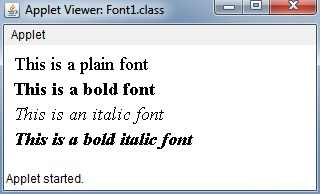 Applet Viewer: Font1.class
Applet
This is a plain font
This is a bold font
This is an italic font
This is a bold italic font
Applet started.